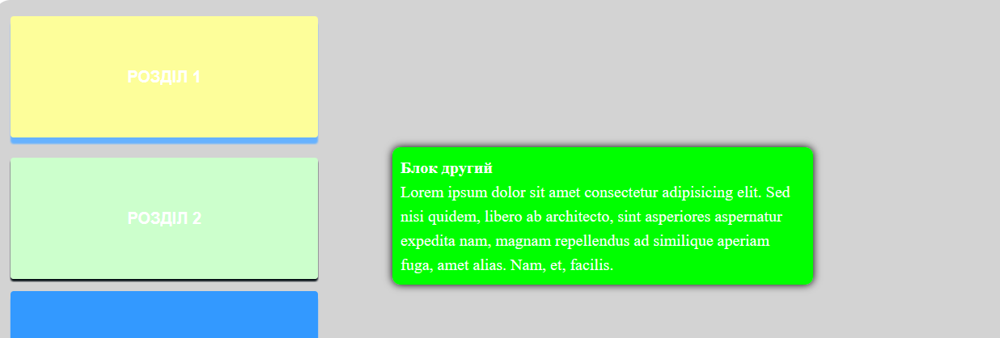 РОЗДІЛ 1
РОЗДІЛ 2
Блок другий
Lorem ipsum dolor sit amet consectetur adipisicing elit. Sed
nisi quidem, libero ab architecto, sint asperiores aspernatur
expedita nam, magnam repellendus ad similique aperiam
fuga, amet alias. Nam, et, facilis.